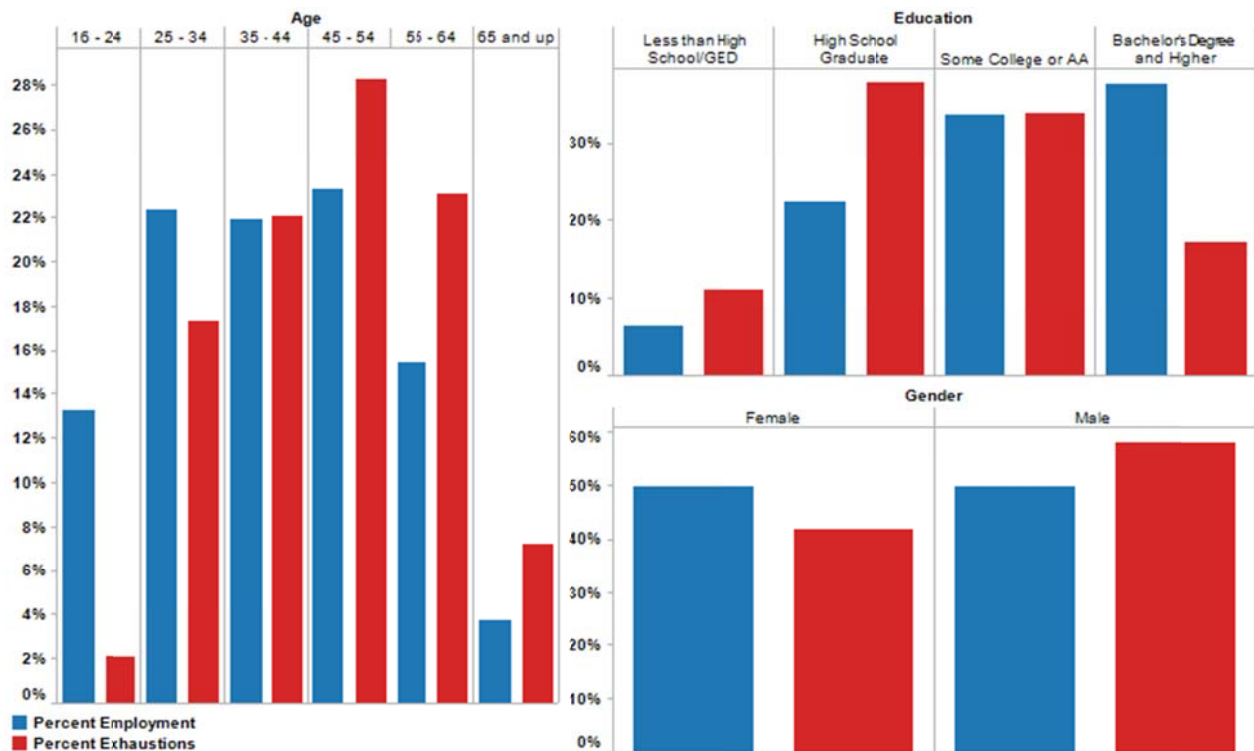 Age
16 - 24 25 - 34 35 - 44 45 - 54 55 - 64 65 and up
28%
26%
24%
22%
20%
18%
16%
14%
12%
10%
8%
6%
4%
2%
0%
Percent Employment
Percent Exhaustions
Education
Less than High
School/GED
High School
Graduate
Some College or AA
Bachelor's Degree
and Higher
30%
20%
10%
0%
Gender
Female Male
60%
50%
40%
30%
20%
10%
0%